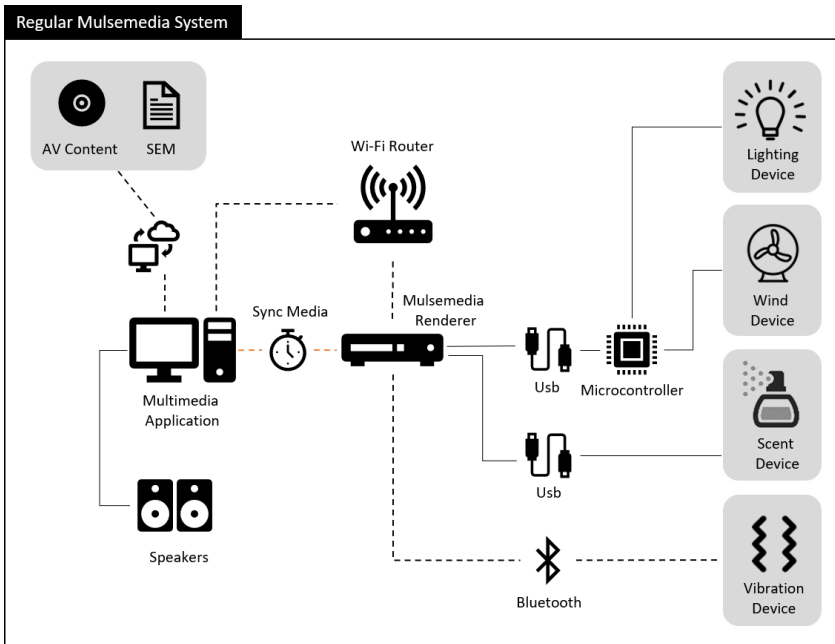 Regular Mulsemedia System
AV Content
SEM
Wi-Fi Router
Lighting
Device
Sync Media
Mulsemedia
Renderer
Wind
Device
Usb
Microcontroller
Multimedia
Application
Scent
Device
Usb
Speakers
Bluetooth
Vibration
Device